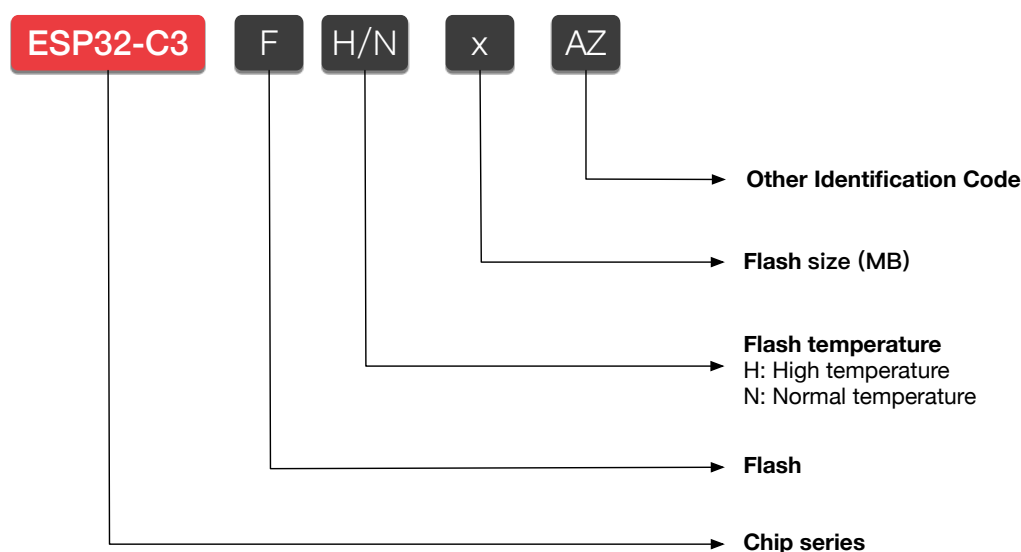 ESP32-C3 F H/N x AZ
Other Identification Code
Flash size (MB)
Flash temperature
H: High temperature
N: Normal temperature
Flash
Chip series